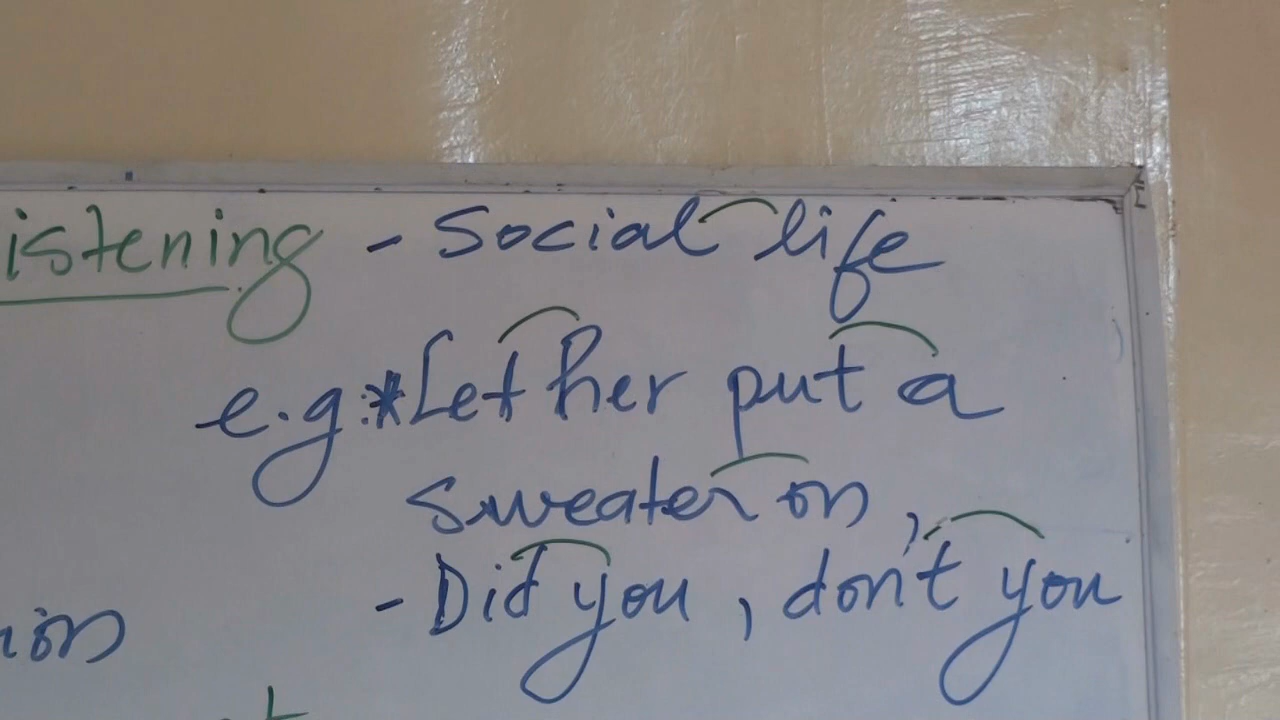 istening - Social life
e.g:*Let her put a
sweater on,
- Did you, don't you
ion